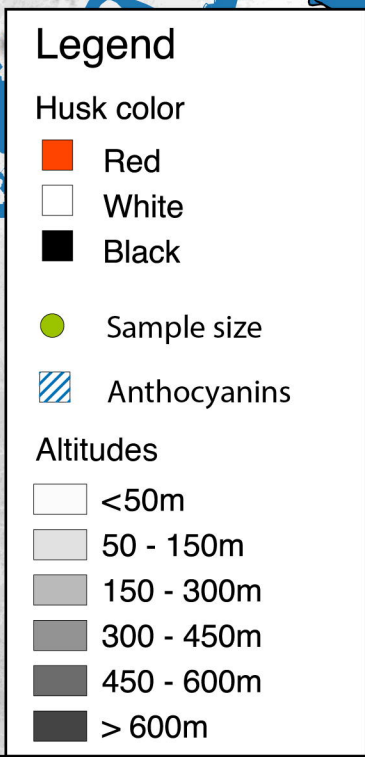 Legend
Husk color
Red
White
Black
Sample size
Anthocyanins
Altitudes
<50m
50 - 150m
150 - 300m
300 - 450m
450 - 600m
> 600m